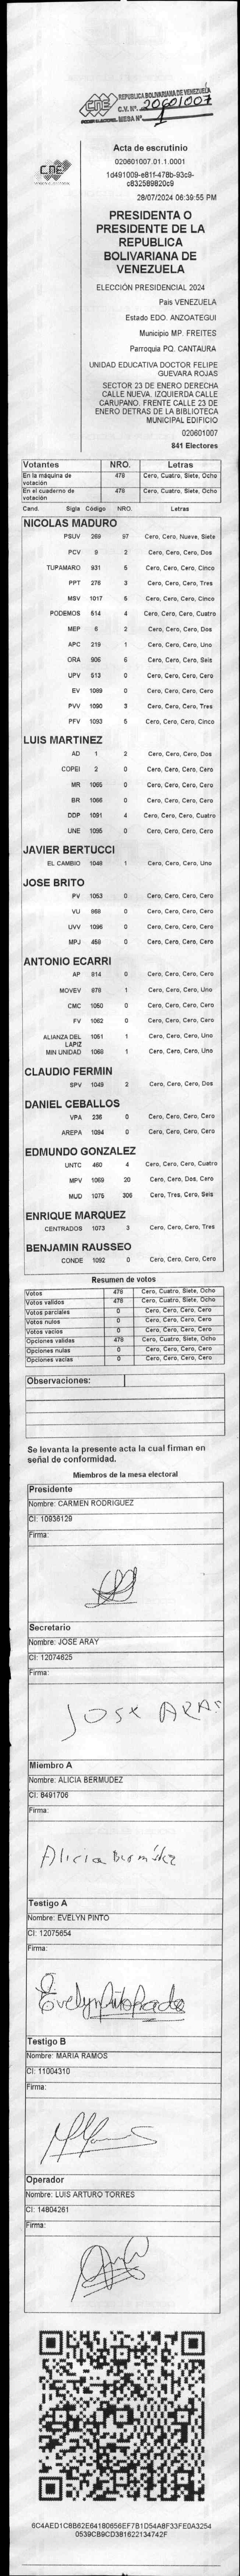 CNE
REPUBLICA BOLIVARIANA DE VENEZUELA
C.V. Nº. 20601007
PODER ELECTORAL MESA Nº 1
CNE
Acta de escrutinio
020601007.01.1.0001
1d491009-e81f-478b-93c9-
c832589820c9
28/07/2024 06:39:55 PM
PRESIDENTA O
PRESIDENTE DE LA
REPUBLICA
BOLIVARIANA DE
VENEZUELA
ELECCIÓN PRESIDENCIAL 2024
País VENEZUELA
Estado EDO. ANZOATEGUI
Municipio MP. FREITES
Parroquia PQ. CANTAURA
UNIDAD EDUCATIVA DOCTOR FELIPE
GUEVARA ROJAS
SECTOR 23 DE ENERO DERECHA
CALLE NUEVA. IZQUIERDA CALLE
CARUPANO. FRENTE CALLE 23 DE
ENERO DETRAS DE LA BIBLIOTECA
MUNICIPAL EDIFICIO
020601007
841 Electores
Votantes NRO. Letras
En la máquina de votación 478 Cero, Cuatro, Siete, Ocho
En el cuaderno de votación 478 Cero, Cuatro, Siete, Ocho
Cand. Sigla Código NRO. Letras
NICOLAS MADURO
PSUV 269 97 Cero, Cero, Nueve, Siete
PCV 9 2 Cero, Cero, Cero, Dos
TUPAMARO 931 5 Cero, Cero, Cero, Cinco
PPT 276 3 Cero, Cero, Cero, Tres
MSV 1017 5 Cero, Cero, Cero, Cinco
PODEMOS 514 4 Cero, Cero, Cero, Cuatro
MEP 6 2 Cero, Cero, Cero, Dos
APC 219 1 Cero, Cero, Cero, Uno
ORA 906 6 Cero, Cero, Cero, Seis
UPV 513 0 Cero, Cero, Cero, Cero
EV 1089 0 Cero, Cero, Cero, Cero
PVV 1090 3 Cero, Cero, Cero, Tres
PFV 1093 5 Cero, Cero, Cero, Cinco
LUIS MARTINEZ
AD 1 2 Cero, Cero, Cero, Dos
COPEI 2 0 Cero, Cero, Cero, Cero
MR 1065 0 Cero, Cero, Cero, Cero
BR 1066 0 Cero, Cero, Cero, Cero
DDP 1091 4 Cero, Cero, Cero, Cuatro
UNE 1095 0 Cero, Cero, Cero, Cero
JAVIER BERTUCCI
EL CAMBIO 1048 1 Cero, Cero, Cero, Uno
JOSE BRITO
PV 1053 0 Cero, Cero, Cero, Cero
VU 868 0 Cero, Cero, Cero, Cero
UVV 1096 0 Cero, Cero, Cero, Cero
MPJ 458 0 Cero, Cero, Cero, Cero
ANTONIO ECARRI
AP 814 0 Cero, Cero, Cero, Cero
MOVEV 878 1 Cero, Cero, Cero, Uno
CMC 1050 0 Cero, Cero, Cero, Cero
FV 1062 0 Cero, Cero, Cero, Cero
ALIANZA DEL LAPIZ 1051 1 Cero, Cero, Cero, Uno
MIN UNIDAD 1069 1 Cero, Cero, Cero, Uno
CLAUDIO FERMIN
SPV 1049 2 Cero, Cero, Cero, Dos
DANIEL CEBALLOS
VPA 236 0 Cero, Cero, Cero, Cero
AREPA 1094 0 Cero, Cero, Cero, Cero
EDMUNDO GONZALEZ
UNTC 460 4 Cero, Cero, Cero, Cuatro
MPV 1069 20 Cero, Cero, Dos, Cero
MUD 1075 306 Cero, Tres, Cero, Seis
ENRIQUE MARQUEZ
CENTRADOS 1073 3 Cero, Cero, Cero, Tres
BENJAMIN RAUSSEO
CONDE 1092 0 Cero, Cero, Cero, Cero
Resumen de votos
Votos 478 Cero, Cuatro, Siete, Ocho
Votos validos 478 Cero, Cuatro, Siete, Ocho
Votos parciales 0 Cero, Cero, Cero, Cero
Votos nulos 0 Cero, Cero, Cero, Cero
Votos vacios 0 Cero, Cero, Cero, Cero
Opciones validas 478 Cero, Cuatro, Siete, Ocho
Opciones nulas 0 Cero, Cero, Cero, Cero
Opciones vacias 0 Cero, Cero, Cero, Cero
Observaciones:
Se levanta la presente acta la cual firman en
señal de conformidad.
Miembros de la mesa electoral
Presidente
Nombre: CARMEN RODRIGUEZ
CI: 10936129
Firma:
Secretario
Nombre: JOSE ARAY
CI: 12074625
Firma:
JOSE ARAY
Miembro A
Nombre: ALICIA BERMUDEZ
CI: 8491706
Firma:
Alicia Bermúdez
Testigo A
Nombre: EVELYN PINTO
CI: 12075654
Firma:
Evelyn Pinto
Testigo B
Nombre: MARIA RAMOS
CI: 11004310
Firma:
Operador
Nombre: LUIS ARTURO TORRES
CI: 14804261
Firma:
6C4AED1C8B62E64180656EF7B1D54A8F33FE0A3254
0539CB9CD381622134742F